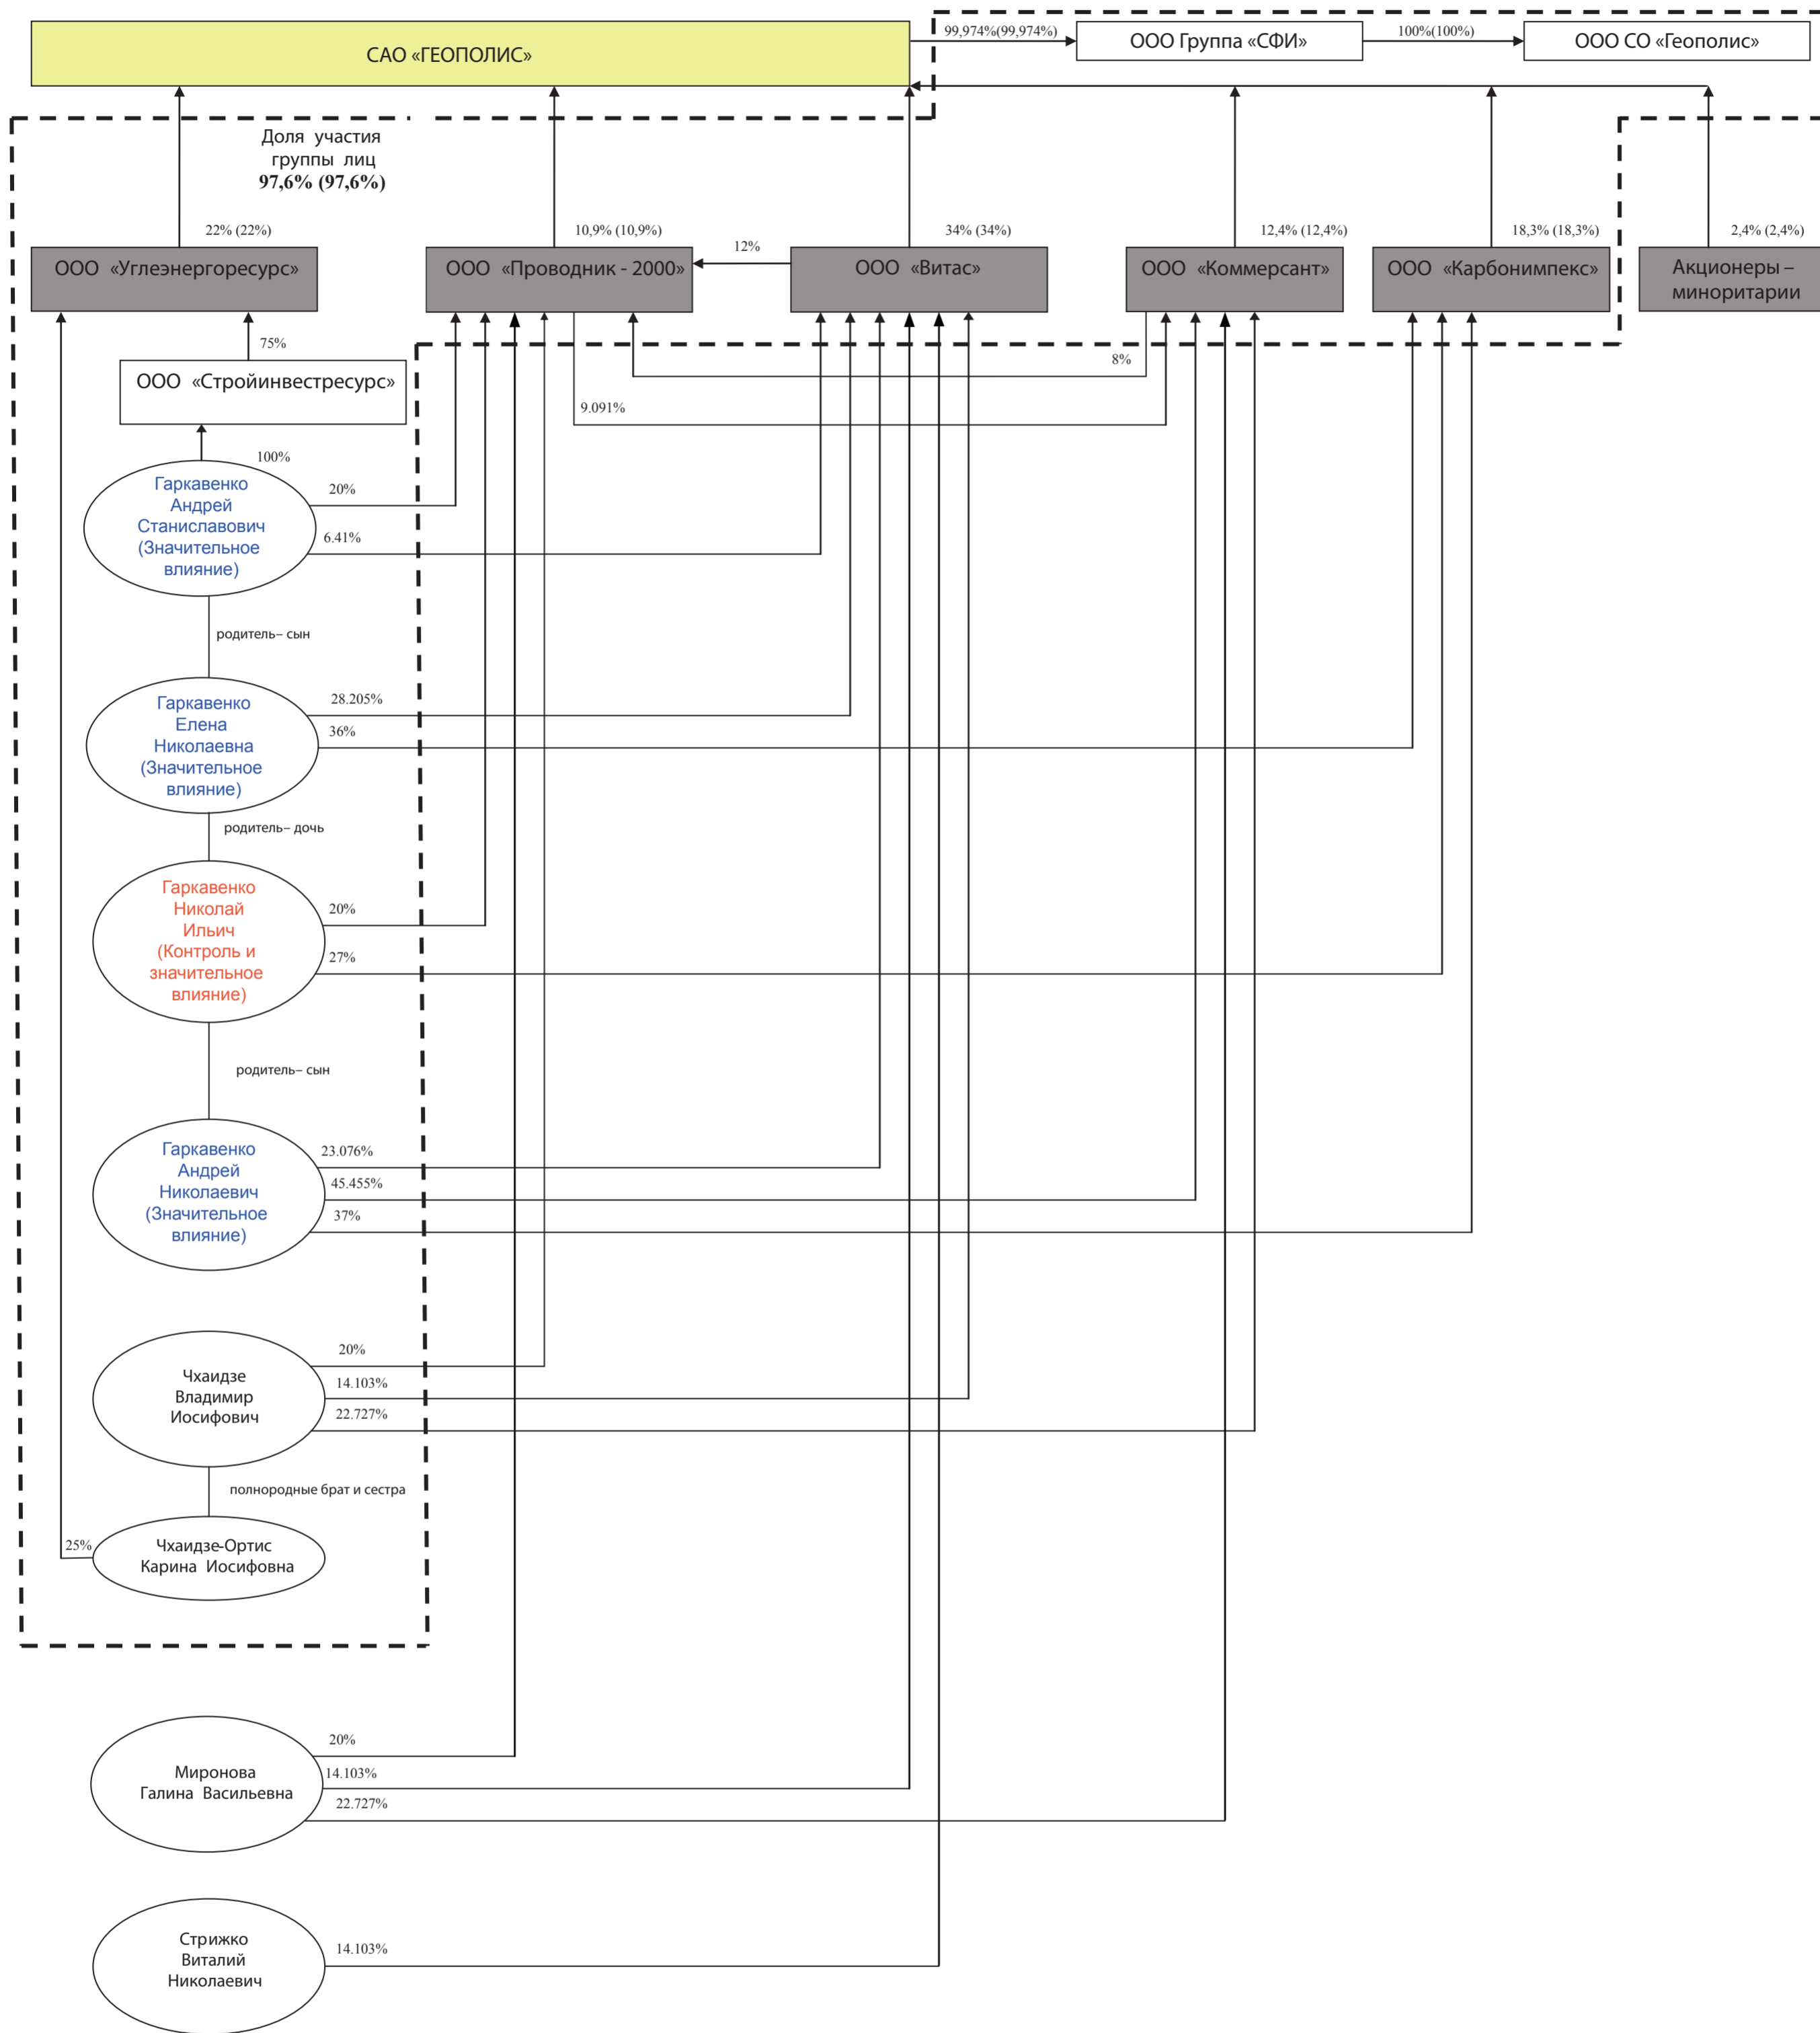 САО «ГЕОПОЛИС»
99,974%(99,974%)
ООО Группа «СФИ»
100%(100%)
ООО СО «Геополис»
Доля участия
группы лиц
97,6% (97,6%)
22% (22%)
10,9% (10,9%)
34% (34%)
12,4% (12,4%)
18,3% (18,3%)
2,4% (2,4%)
ООО «Углеэнергоресурс»
ООО «Проводник - 2000»
12%
ООО «Витас»
ООО «Коммерсант»
ООО «Карбонимпекс»
Акционеры –
миноритарии
75%
8%
ООО «Стройинвестресурс»
9.091%
100%
Гаркавенко
Андрей
Станиславович
(Значительное
влияние)
20%
6.41%
родитель– сын
Гаркавенко
Елена
Николаевна
(Значительное
влияние)
28.205%
36%
родитель– дочь
Гаркавенко
Николай
Ильич
(Контроль и
значительное
влияние)
20%
27%
родитель– сын
Гаркавенко
Андрей
Николаевич
(Значительное
влияние)
23.076%
45.455%
37%
Чхаидзе
Владимир
Иосифович
20%
14.103%
22.727%
полнородные брат и сестра
25%
Чхаидзе-Ортис
Карина Иосифовна
Миронова
Галина Васильевна
20%
14.103%
22.727%
Стрижко
Виталий
Николаевич
14.103%